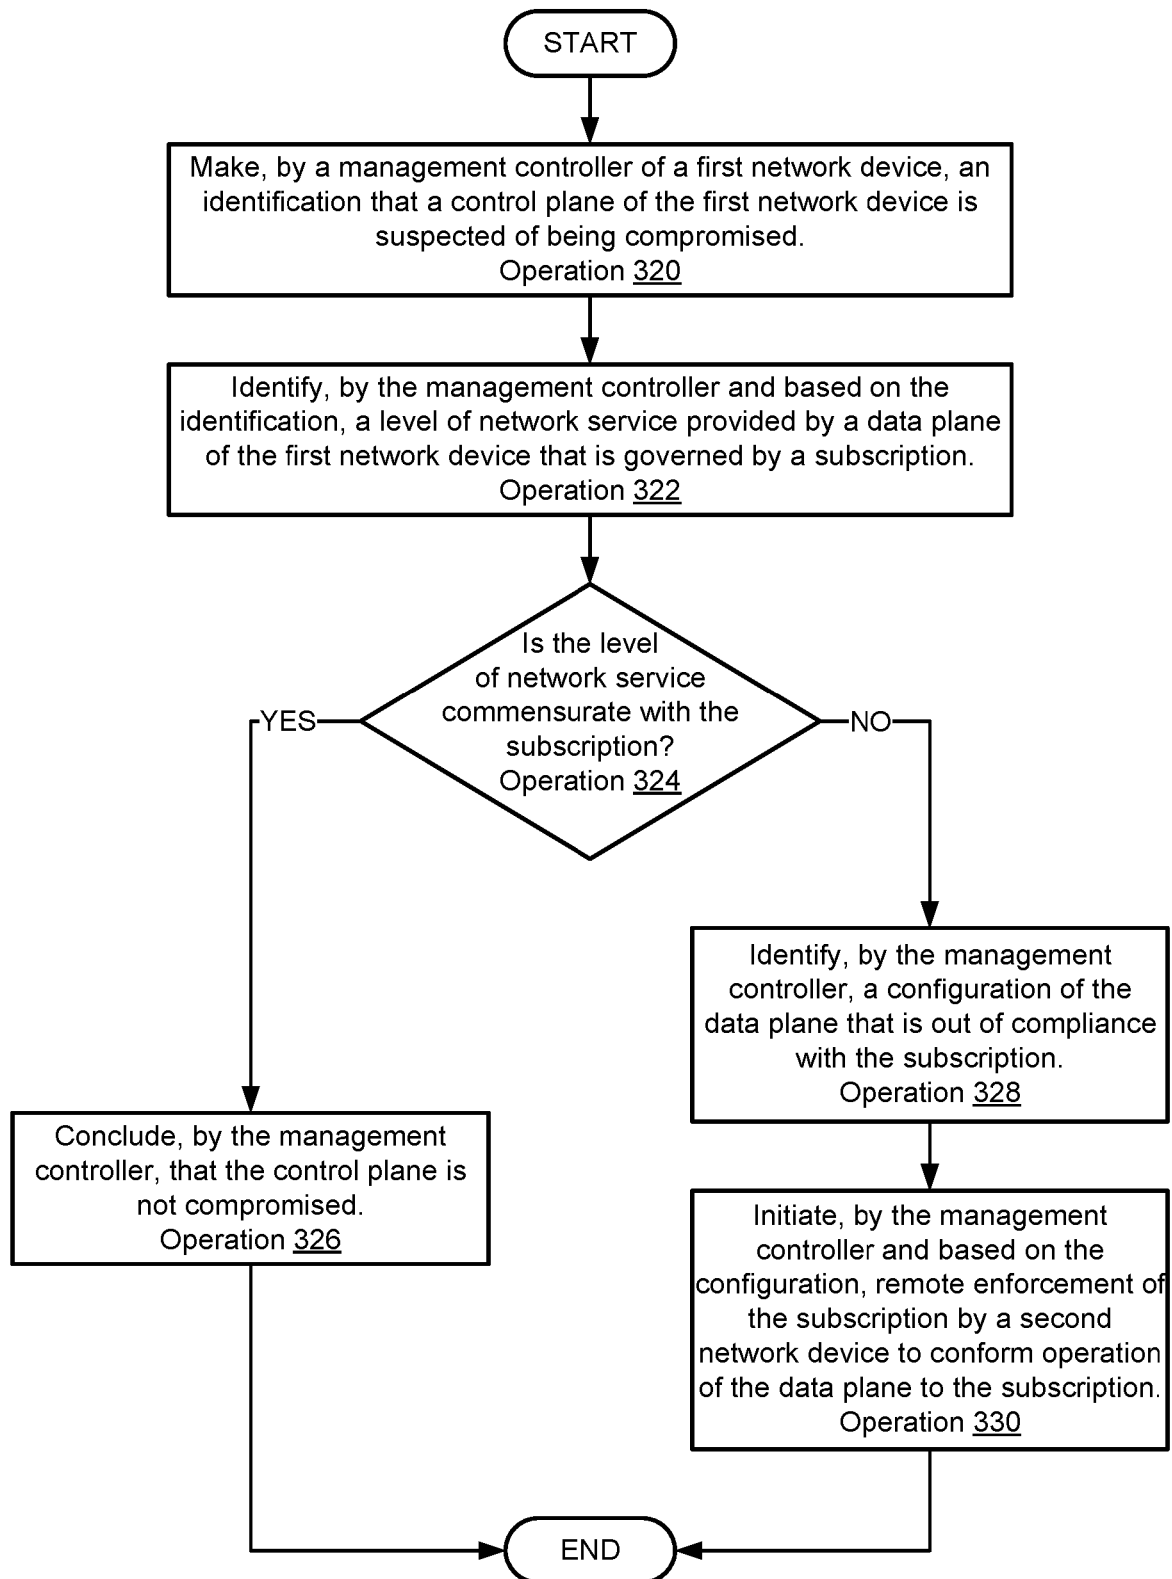 START
Make, by a management controller of a first network device, an
identification that a control plane of the first network device is
suspected of being compromised.
Operation 320
Identify, by the management controller and based on the
identification, a level of network service provided by a data plane
of the first network device that is governed by a subscription.
Operation 322
Is the level
of network service
commensurate with the
subscription?
Operation 324
YES
NO
Identify, by the management
controller, a configuration of the
data plane that is out of compliance
with the subscription.
Operation 328
Conclude, by the management
controller, that the control plane is
not compromised.
Operation 326
Initiate, by the management
controller and based on the
configuration, remote enforcement of
the subscription by a second
network device to conform operation
of the data plane to the subscription.
Operation 330
END